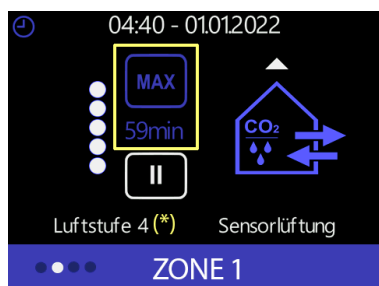 04:40 - 01.01.2022
MAX
59min
CO₂
Luftstufe 4 (*)
Sensorlüftung
ZONE 1